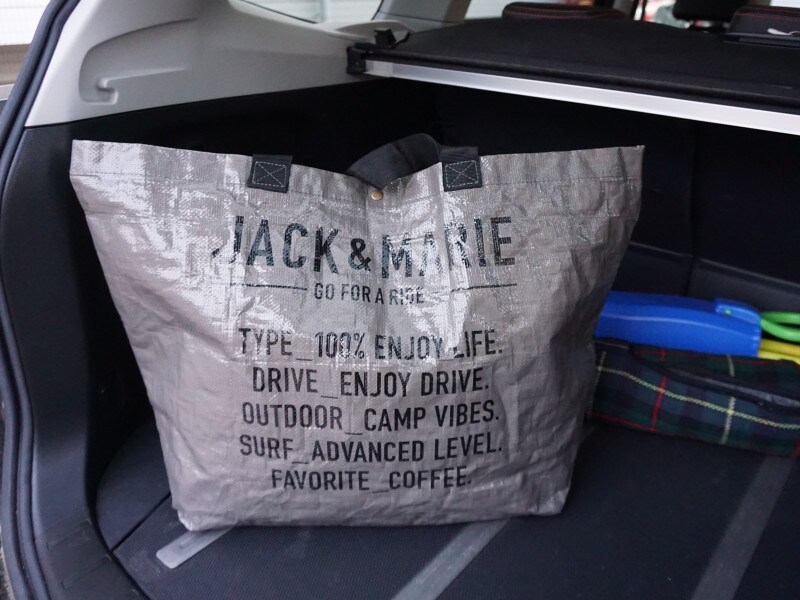 JACK & MARIE
GO FOR A RIDE
TYPE_100% ENJOY LIFE.
DRIVE_ENJOY DRIVE.
OUTDOOR_CAMP VIBES.
SURF_ADVANCED LEVEL.
FAVORITE_COFFEE.